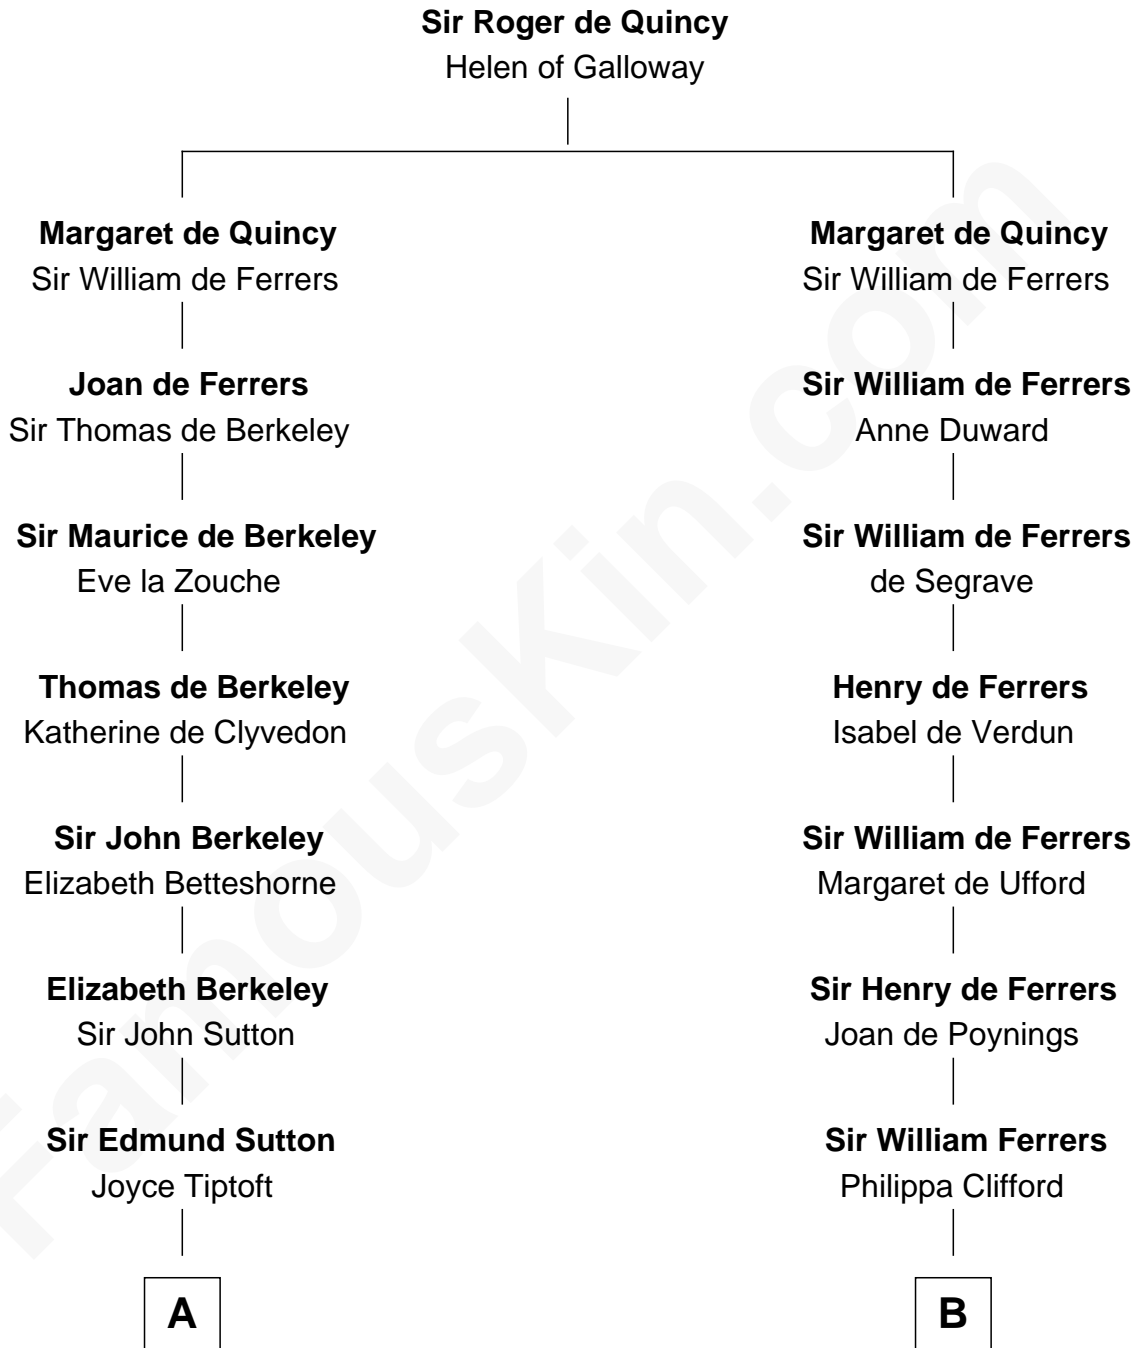 Sir Roger de Quincy
Helen of Galloway
Margaret de Quincy
Sir William de Ferrers
Margaret de Quincy
Sir William de Ferrers
Joan de Ferrers
Sir Thomas de Berkeley
Sir William de Ferrers
Anne Duward
Sir Maurice de Berkeley
Eve la Zouche
Sir William de Ferrers
de Segrave
Thomas de Berkeley
Katherine de Clyvedon
Henry de Ferrers
Isabel de Verdun
Sir John Berkeley
Elizabeth Betteshorne
Sir William de Ferrers
Margaret de Ufford
Elizabeth Berkeley
Sir John Sutton
Sir Henry de Ferrers
Joan de Poynings
Sir Edmund Sutton
Joyce Tiptoft
Sir William Ferrers
Philippa Clifford
A
B
FamousKin.com